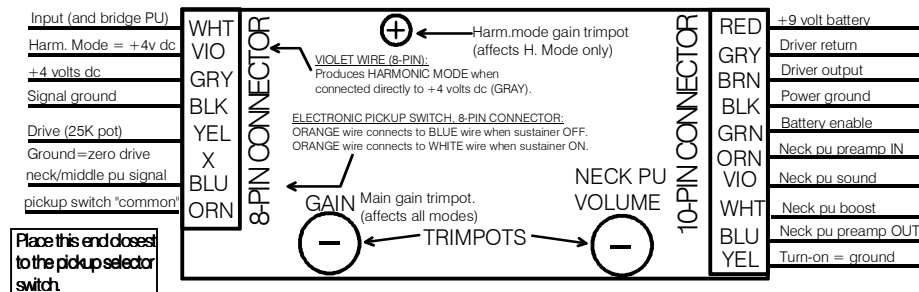 Input (and bridge PU)
Harm. Mode = +4v dc
+4 volts dc
Signal ground
Drive (25K pot)
Ground=zero drive
neck/middle pu signal
pickup switch "common"
Place this end closest
to the pickup selector
switch.
WHT
VIO
GRY
BLK
YEL
X
BLU
ORN
8-PIN CONNECTOR
Harm.mode gain trimpot
(affects H. Mode only)
VIOLET WIRE (8-PIN):
Produces HARMONIC MODE when
connected directly to +4 volts dc (GRAY).
ELECTRONIC PICKUP SWITCH, 8-PIN CONNECTOR:
ORANGE wire connects to BLUE wire when sustainer OFF.
ORANGE wire connects to WHITE wire when sustainer ON.
GAIN
Main gain trimpot.
(affects all modes)
TRIMPOTS
NECK PU
VOLUME
10-PIN CONNECTOR
RED
GRY
BRN
BLK
GRN
ORN
VIO
WHT
BLU
YEL
+9 volt battery
Driver return
Driver output
Power ground
Battery enable
Neck pu preamp IN
Neck pu sound
Neck pu boost
Neck pu preamp OUT
Turn-on = ground